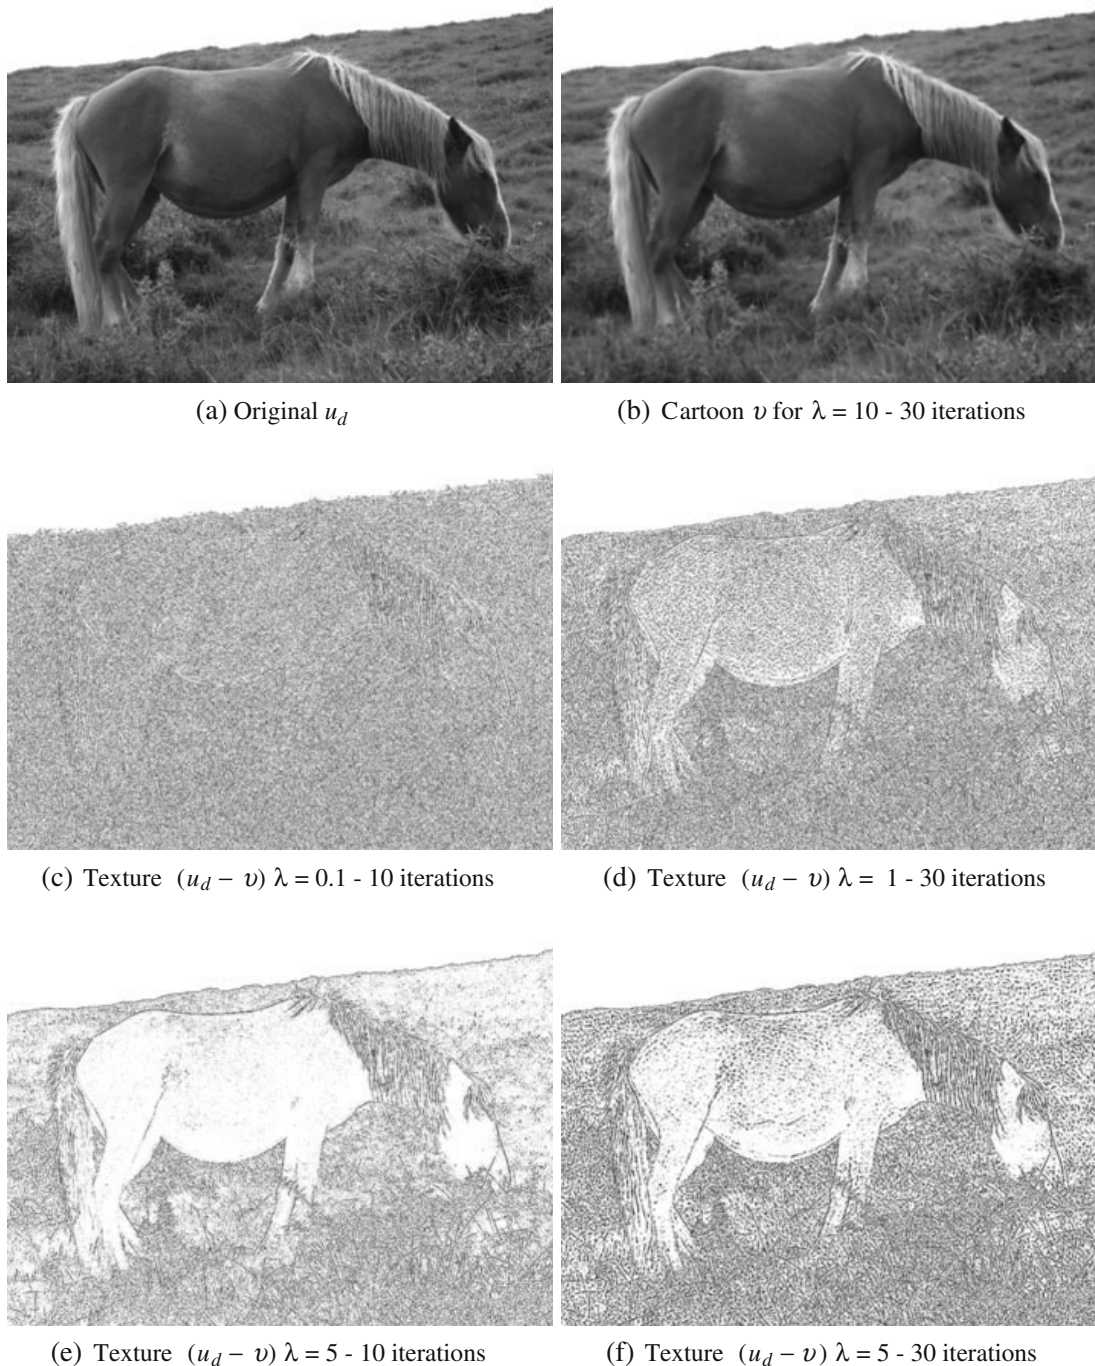 (a) Original u_d
(b) Cartoon υ for λ = 10 - 30 iterations
(c) Texture (u_d − υ) λ = 0.1 - 10 iterations
(d) Texture (u_d − υ) λ = 1 - 30 iterations
(e) Texture (u_d − υ) λ = 5 - 10 iterations
(f) Texture (u_d − υ) λ = 5 - 30 iterations